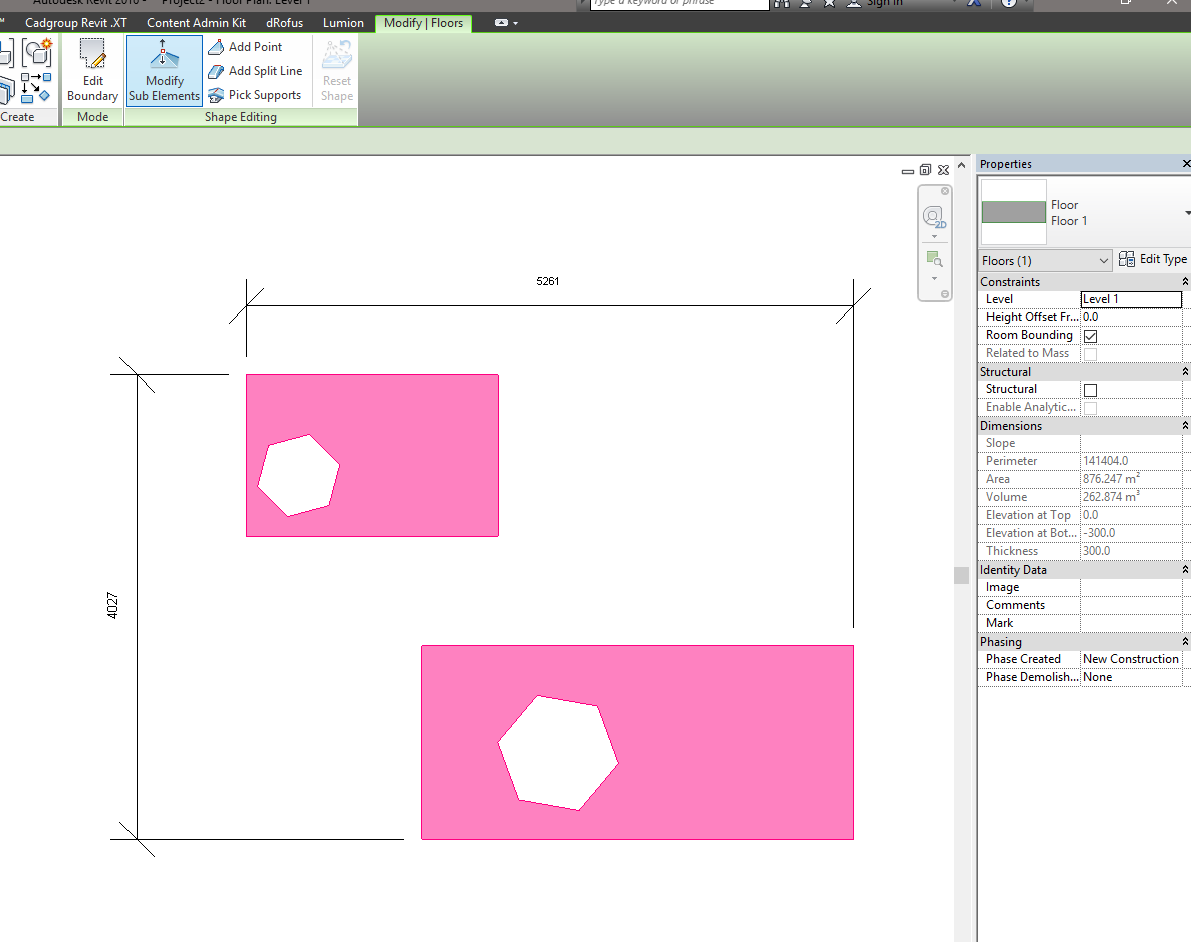 Autodesk Revit 2016 - Project2 - Floor Plan: Level 1
Type a keyword or phrase
Sign In
Cadgroup Revit .XT
Content Admin Kit
dRofus
Lumion
Modify | Floors
Edit
Boundary
Modify
Sub Elements
Add Point
Add Split Line
Pick Supports
Reset
Shape
Create
Mode
Shape Editing
2D
5261
4027
Properties
Floor
Floor 1
Floors (1)
Edit Type
Constraints
Level Level 1
Height Offset Fr... 0.0
Room Bounding
Related to Mass
Structural
Structural
Enable Analytic...
Dimensions
Slope
Perimeter 141404.0
Area 876.247 m²
Volume 262.874 m³
Elevation at Top 0.0
Elevation at Bot... -300.0
Thickness 300.0
Identity Data
Image
Comments
Mark
Phasing
Phase Created New Construction
Phase Demolish... None